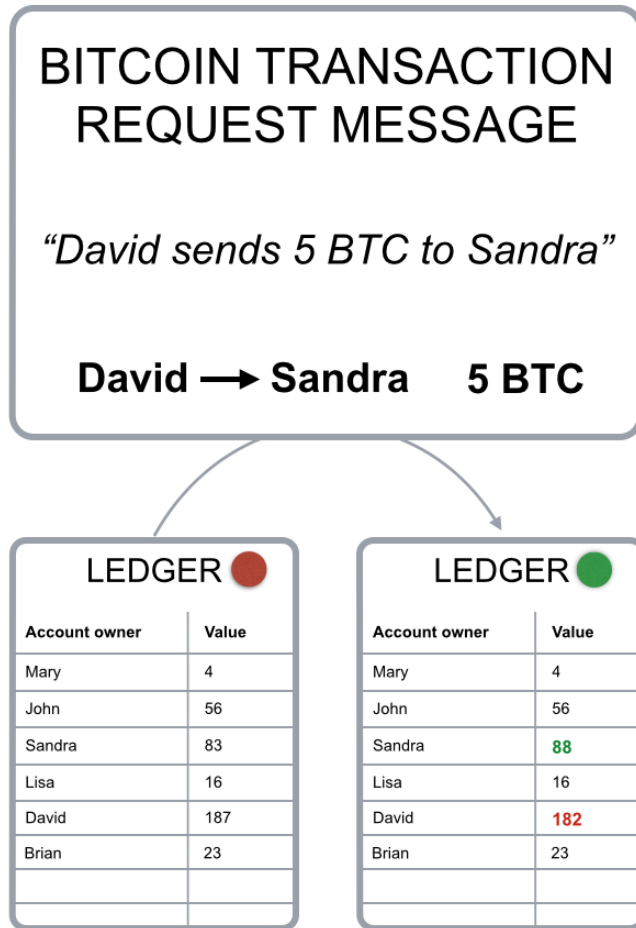 BITCOIN TRANSACTION
REQUEST MESSAGE
“David sends 5 BTC to Sandra”
David → Sandra 5 BTC
LEDGER
Account owner Value
Mary 4
John 56
Sandra 83
Lisa 16
David 187
Brian 23
LEDGER
Account owner Value
Mary 4
John 56
Sandra 88
Lisa 16
David 182
Brian 23